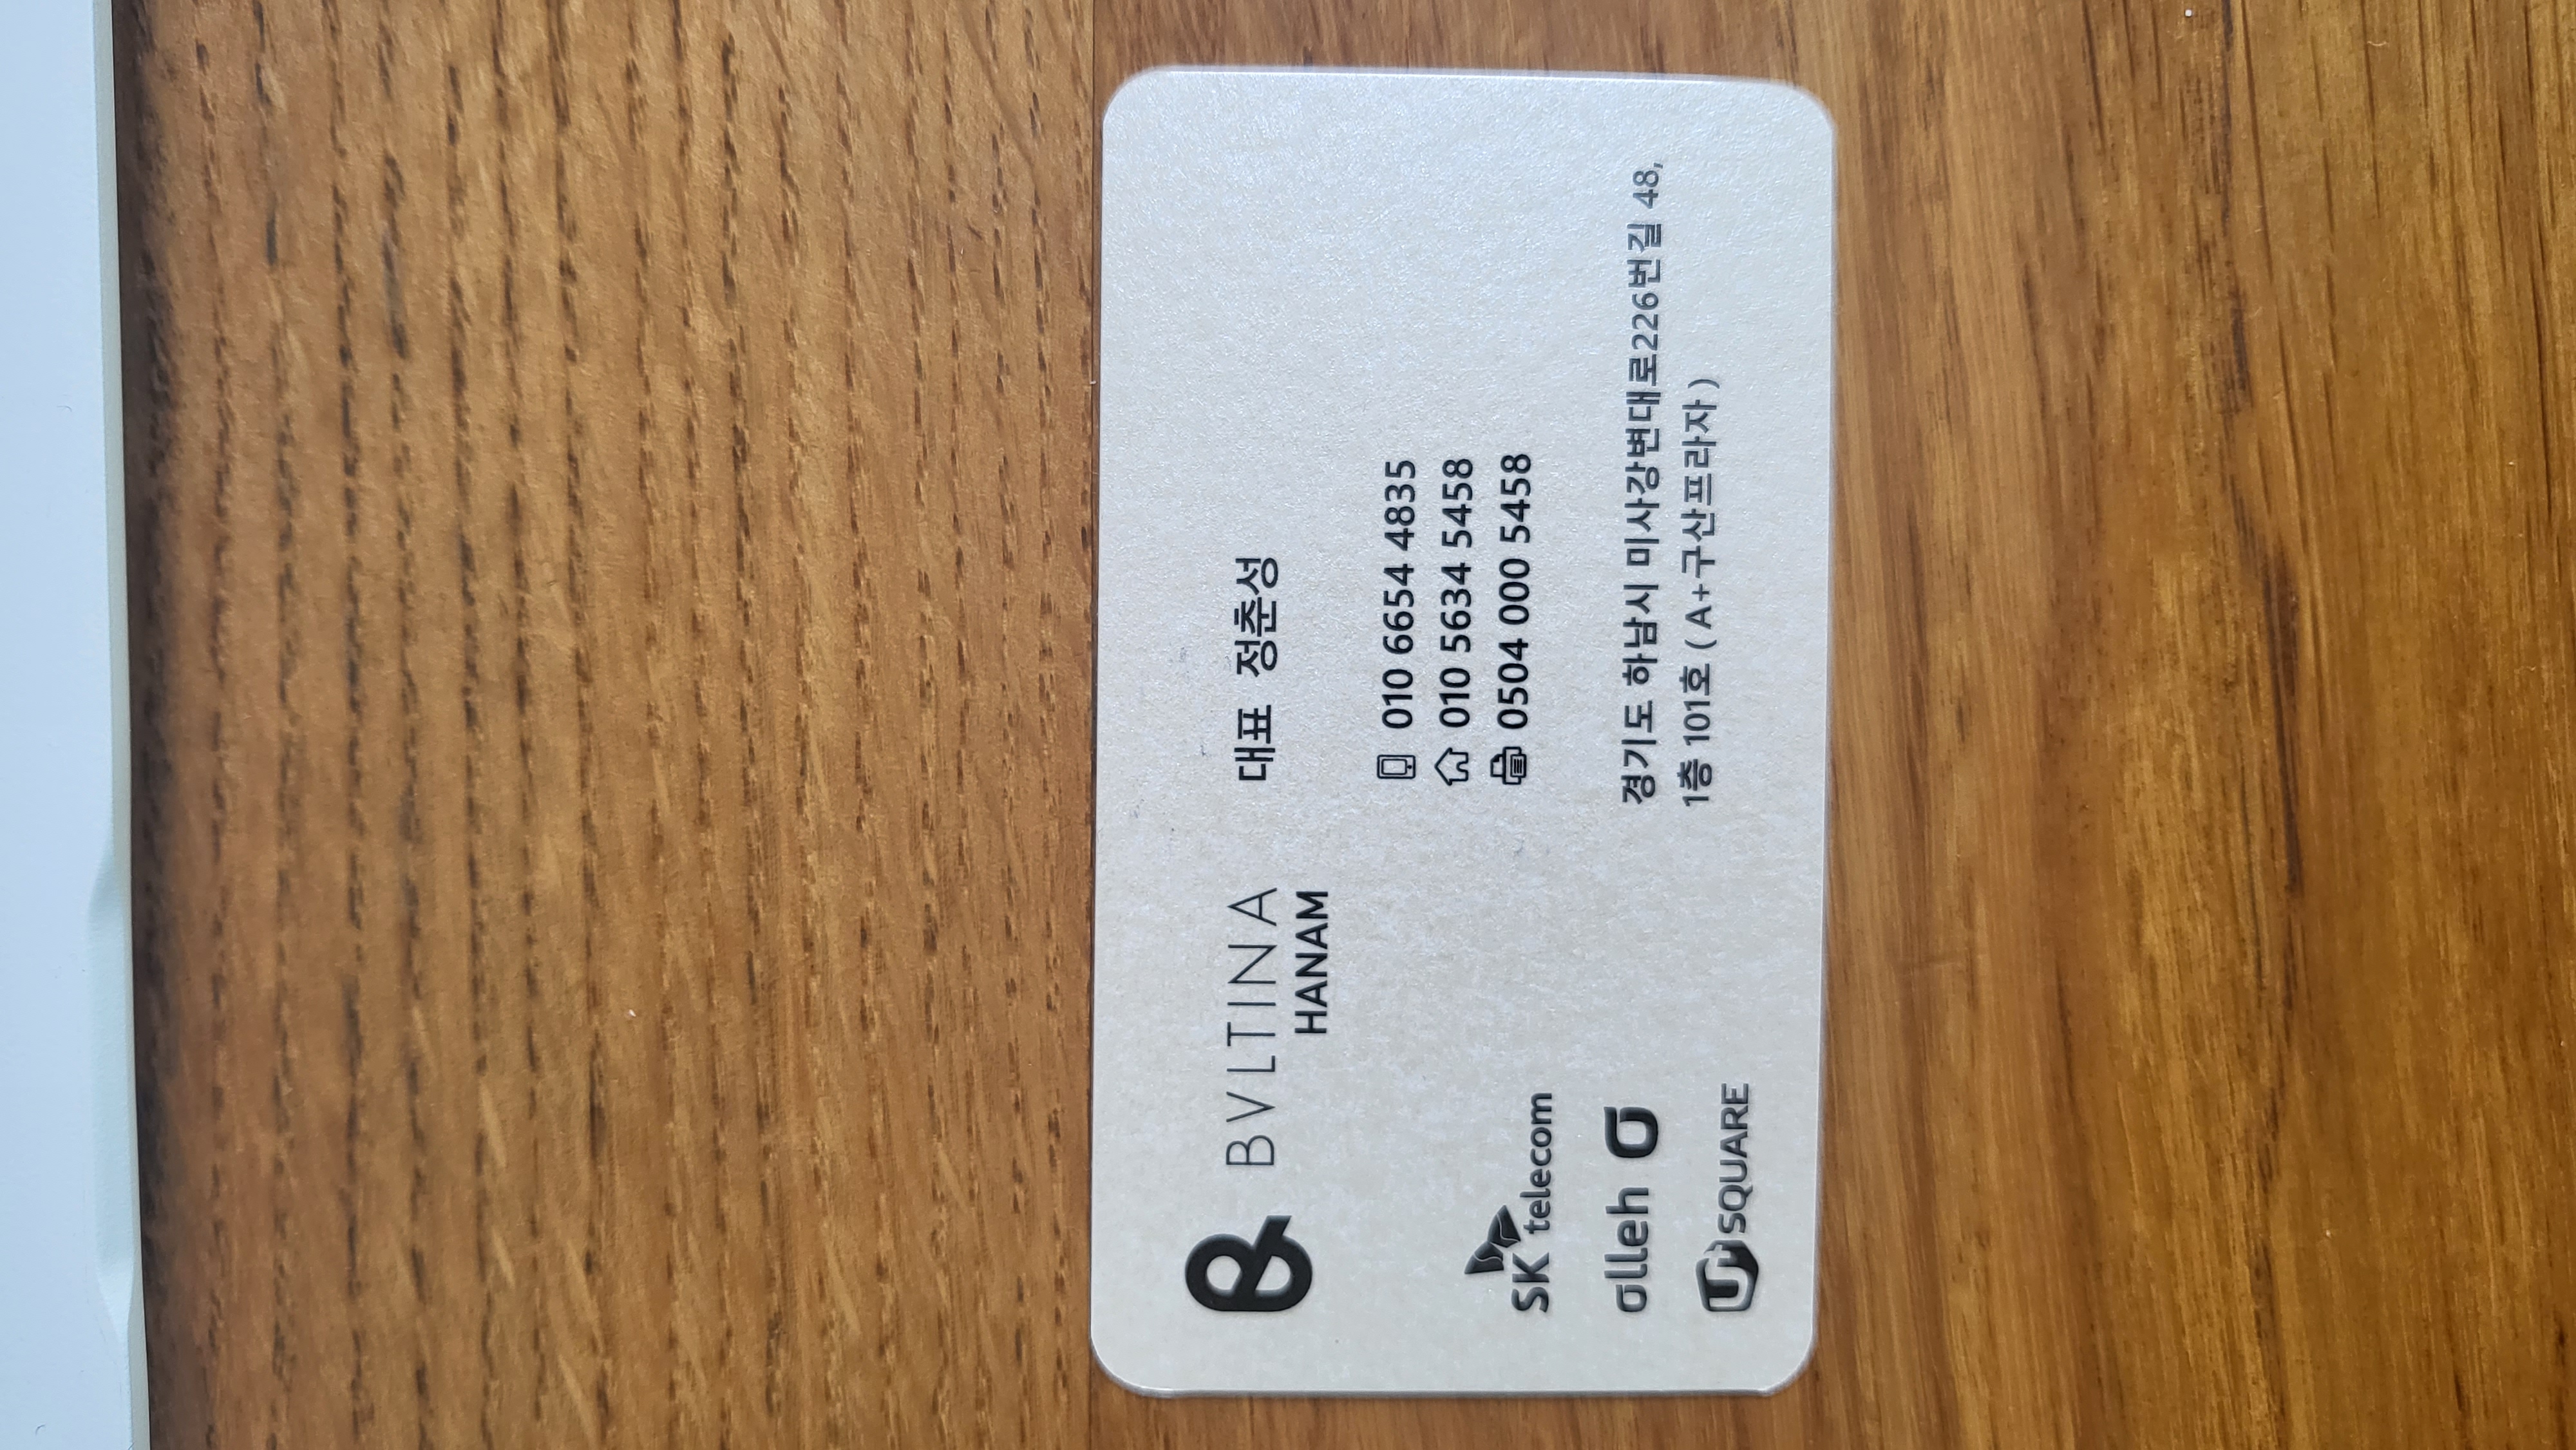 BVLTINA
HANAM
대표 정춘성
010 6654 4835
010 5634 5458
0504 000 5458
SK telecom
olleh
U SQUARE
경기도 하남시 미사강변대로226번길 48,
1층 101호 ( A+구산프라자 )